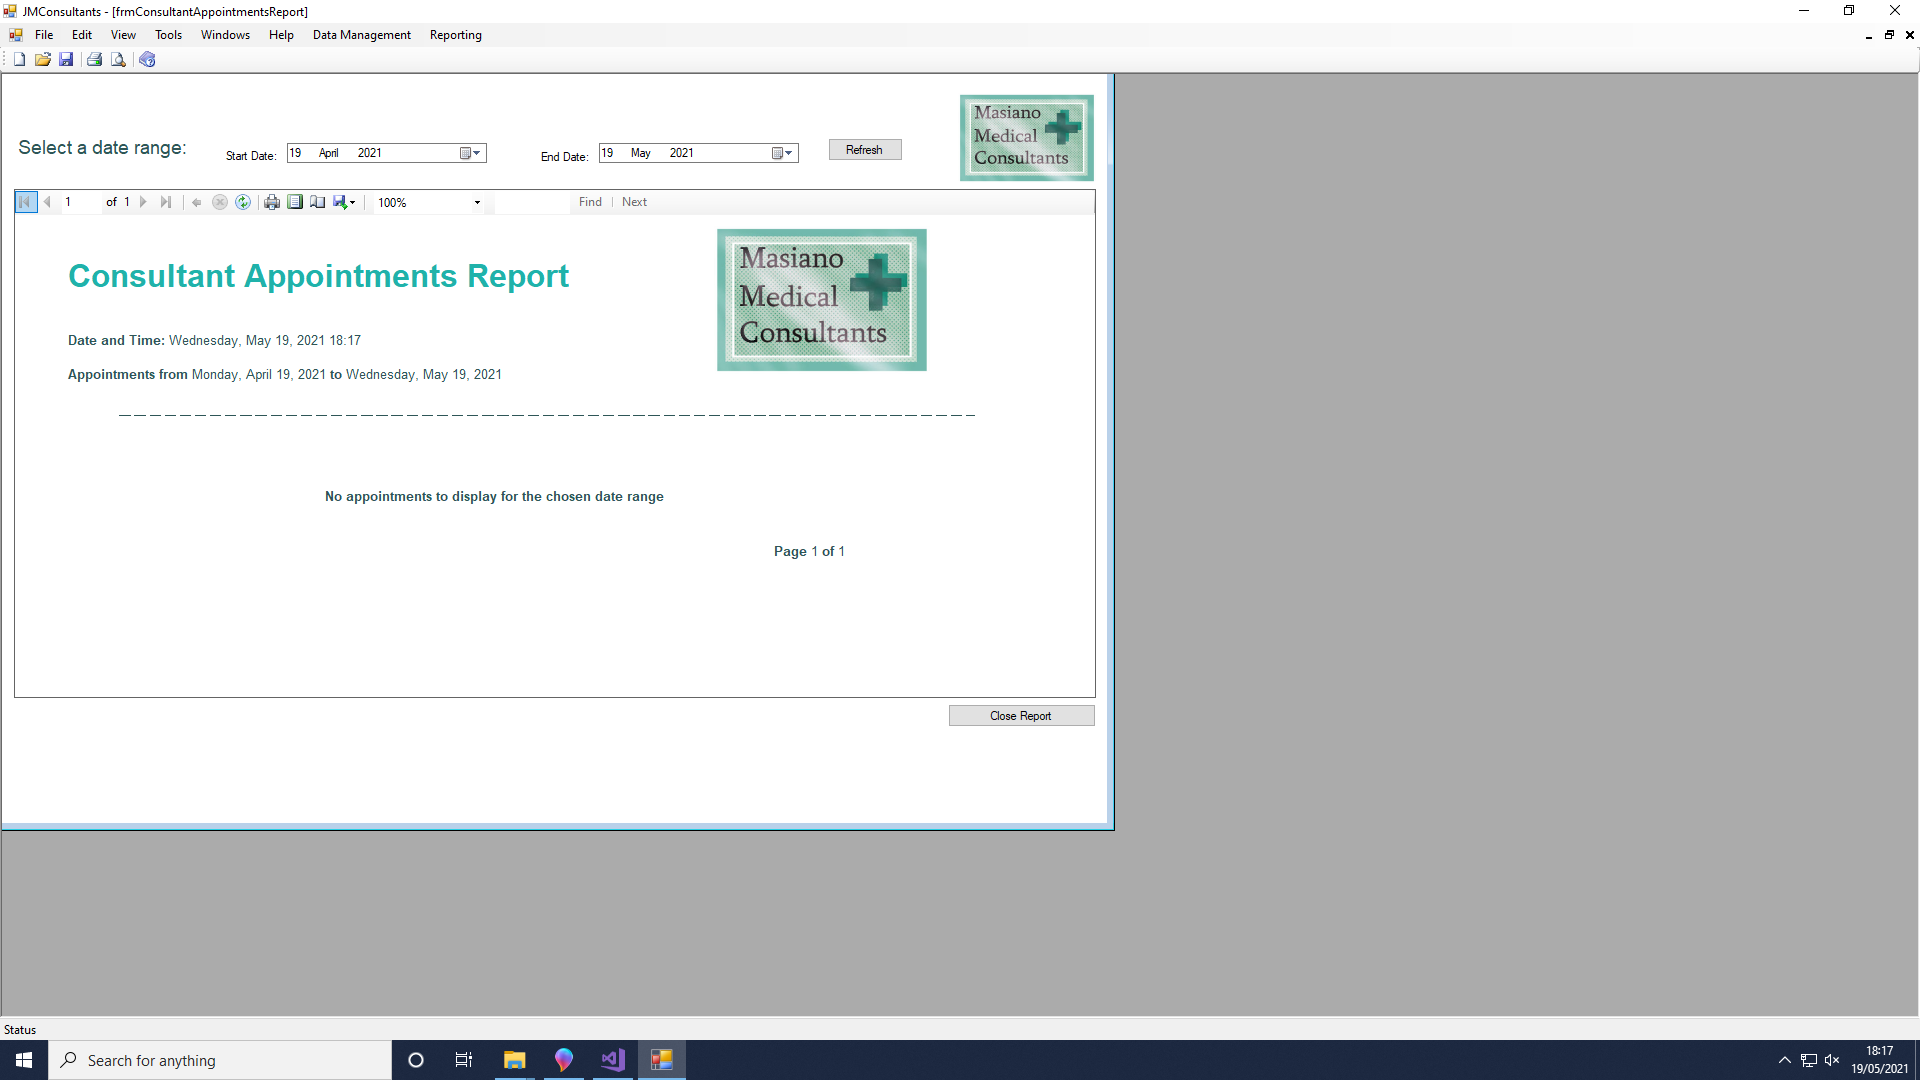 JMConsultants - [frmConsultantAppointmentsReport]
File Edit View Tools Windows Help Data Management Reporting
Masiano
Medical
Consultants
Select a date range: Start Date: 19 April 2021 End Date: 19 May 2021 Refresh
1 of 1 100% Find Next
Masiano
Medical
Consultants
Consultant Appointments Report
Date and Time: Wednesday, May 19, 2021 18:17
Appointments from Monday, April 19, 2021 to Wednesday, May 19, 2021
No appointments to display for the chosen date range
Page 1 of 1
Close Report
Status
Search for anything
18:17
19/05/2021